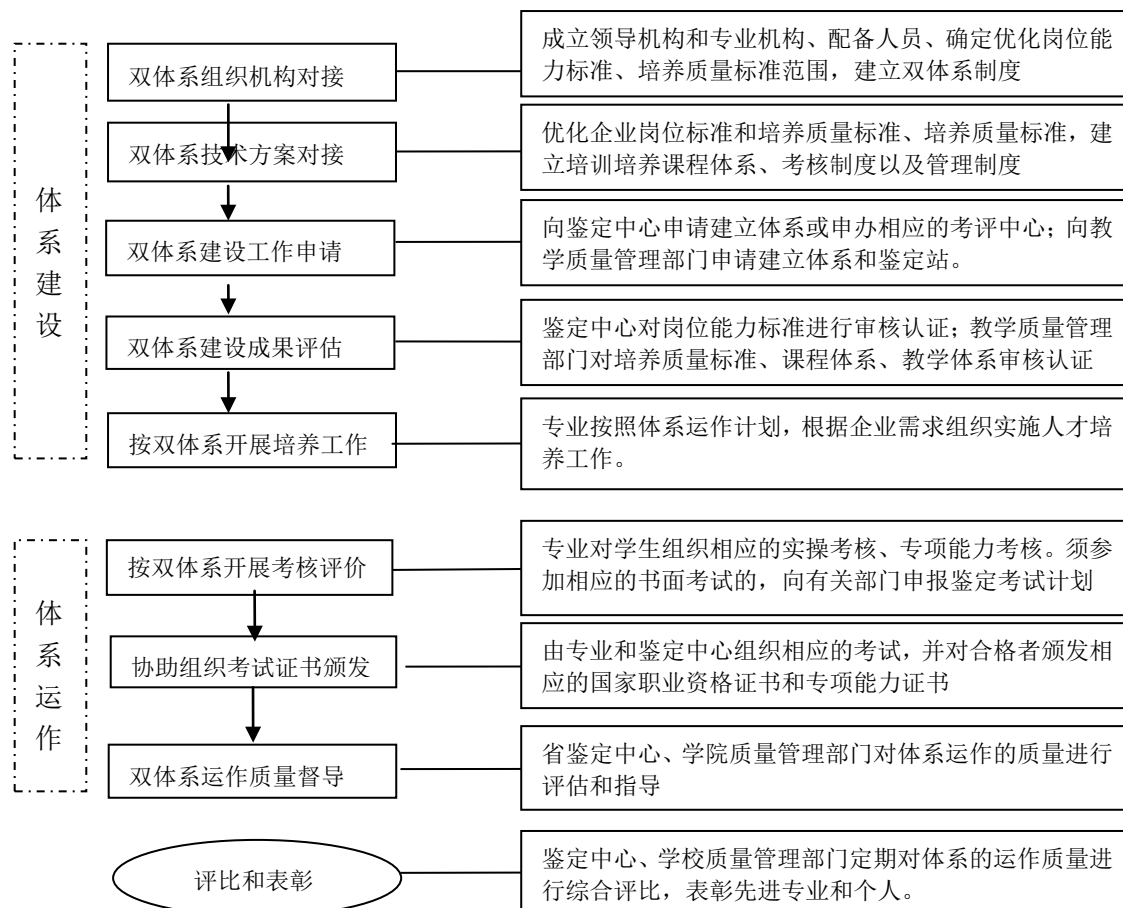 体系建设
双体系组织机构对接
成立领导机构和专业机构、配备人员、确定优化岗位能
力标准、培养质量标准范围，建立双体系制度
双体系技术方案对接
优化企业岗位标准和培养质量标准、培养质量标准，建
立培训培养课程体系、考核制度以及管理制度
双体系建设工作申请
向鉴定中心申请建立体系或申办相应的考评中心；向教
学质量管理部门申请建立体系和鉴定站。
双体系建设成果评估
鉴定中心对岗位能力标准进行审核认证；教学质量管理
部门对培养质量标准、课程体系、教学体系审核认证
按双体系开展培养工作
专业按照体系运作计划，根据企业需求组织实施人才培
养工作。
体系运作
按双体系开展考核评价
专业对学生组织相应的实操考核、专项能力考核。须参
加相应的书面考试的，向有关部门申报鉴定考试计划
协助组织考试证书颁发
由专业和鉴定中心组织相应的考试，并对合格者颁发相
应的国家职业资格证书和专项能力证书
双体系运作质量督导
省鉴定中心、学院质量管理部门对体系运作的质量进行
评估和指导
评比和表彰
鉴定中心、学校质量管理部门定期对体系的运作质量进
行综合评比，表彰先进专业和个人。